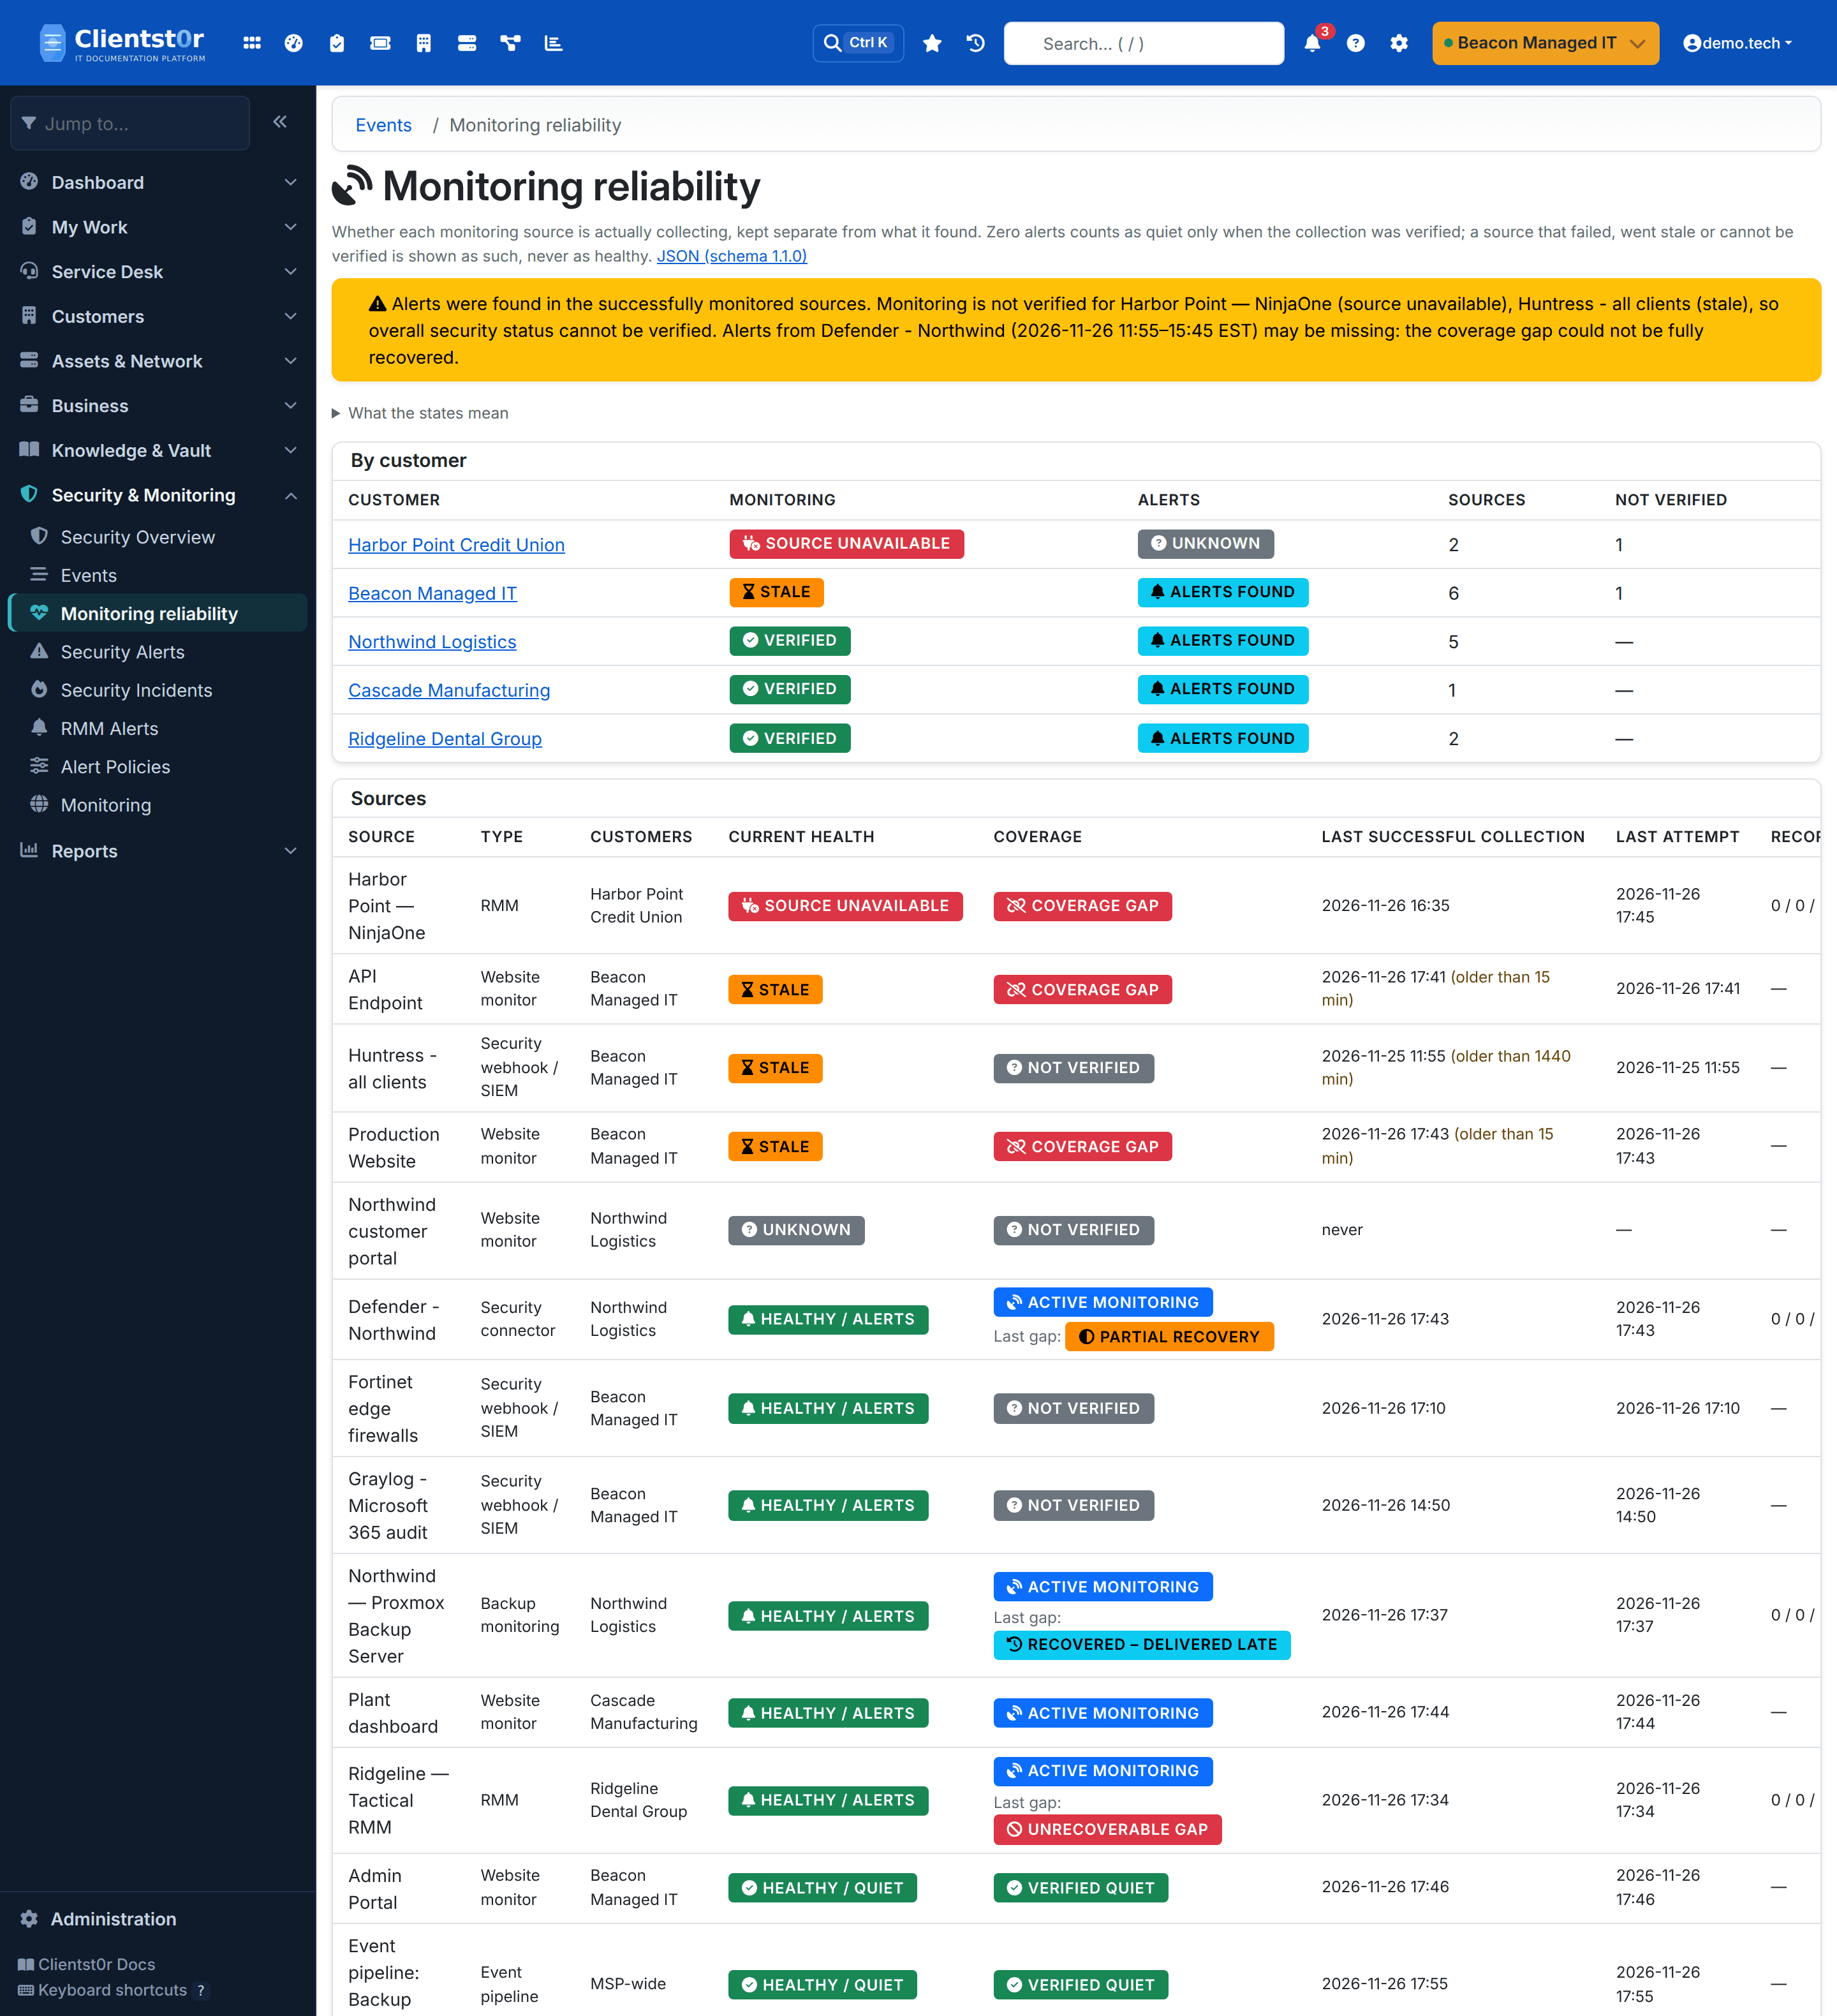 Clientst0r
IT DOCUMENTATION PLATFORM
Ctrl K
Search... ( / )
3
Beacon Managed IT
demo.tech
Jump to...
Dashboard
My Work
Service Desk
Customers
Assets & Network
Business
Knowledge & Vault
Security & Monitoring
Security Overview
Events
Monitoring reliability
Security Alerts
Security Incidents
RMM Alerts
Alert Policies
Monitoring
Reports
Administration
Clientst0r Docs
Keyboard shortcuts ?
Events / Monitoring reliability
Monitoring reliability
Whether each monitoring source is actually collecting, kept separate from what it found. Zero alerts counts as quiet only when the collection was verified; a source that failed, went stale or cannot be
verified is shown as such, never as healthy. JSON (schema 1.1.0)
Alerts were found in the successfully monitored sources. Monitoring is not verified for Harbor Point — NinjaOne (source unavailable), Huntress - all clients (stale), so
overall security status cannot be verified. Alerts from Defender - Northwind (2026-11-26 11:55–15:45 EST) may be missing: the coverage gap could not be fully
recovered.
What the states mean
By customer
CUSTOMER MONITORING ALERTS SOURCES NOT VERIFIED
Harbor Point Credit Union SOURCE UNAVAILABLE UNKNOWN 2 1
Beacon Managed IT STALE ALERTS FOUND 6 1
Northwind Logistics VERIFIED ALERTS FOUND 5 —
Cascade Manufacturing VERIFIED ALERTS FOUND 1 —
Ridgeline Dental Group VERIFIED ALERTS FOUND 2 —
Sources
SOURCE TYPE CUSTOMERS CURRENT HEALTH COVERAGE LAST SUCCESSFUL COLLECTION LAST ATTEMPT
Harbor
Point —
NinjaOne
RMM
Harbor Point
Credit Union
SOURCE UNAVAILABLE
COVERAGE GAP
2026-11-26 16:35
2026-11-26
17:45
0 / 0 /
API
Endpoint
Website
monitor
Beacon
Managed IT
STALE
COVERAGE GAP
2026-11-26 17:41 (older than 15
min)
2026-11-26 17:41
—
Huntress -
all clients
Security
webhook /
SIEM
Beacon
Managed IT
STALE
NOT VERIFIED
2026-11-25 11:55 (older than 1440
min)
2026-11-25 11:55
—
Production
Website
Website
monitor
Beacon
Managed IT
STALE
COVERAGE GAP
2026-11-26 17:43 (older than 15
min)
2026-11-26
17:43
—
Northwind
customer
portal
Website
monitor
Northwind
Logistics
UNKNOWN
NOT VERIFIED
never
—
—
Defender -
Northwind
Security
connector
Northwind
Logistics
HEALTHY / ALERTS
ACTIVE MONITORING
Last gap: PARTIAL RECOVERY
2026-11-26 17:43
2026-11-26
17:43
0 / 0 /
Fortinet
edge
firewalls
Security
webhook /
SIEM
Beacon
Managed IT
HEALTHY / ALERTS
NOT VERIFIED
2026-11-26 17:10
2026-11-26 17:10
—
Graylog -
Microsoft
365 audit
Security
webhook /
SIEM
Beacon
Managed IT
HEALTHY / ALERTS
NOT VERIFIED
2026-11-26 14:50
2026-11-26
14:50
—
Northwind
— Proxmox
Backup
Server
Backup
monitoring
Northwind
Logistics
HEALTHY / ALERTS
ACTIVE MONITORING
Last gap:
RECOVERED – DELIVERED LATE
2026-11-26 17:37
2026-11-26
17:37
0 / 0 /
Plant
dashboard
Website
monitor
Cascade
Manufacturing
HEALTHY / ALERTS
ACTIVE MONITORING
2026-11-26 17:44
2026-11-26
17:44
—
Ridgeline —
Tactical
RMM
RMM
Ridgeline
Dental Group
HEALTHY / ALERTS
ACTIVE MONITORING
Last gap:
UNRECOVERABLE GAP
2026-11-26 17:34
2026-11-26
17:34
0 / 0 /
Admin
Portal
Website
monitor
Beacon
Managed IT
HEALTHY / QUIET
VERIFIED QUIET
2026-11-26 17:46
2026-11-26
17:46
—
Event
pipeline:
Backup
Event
pipeline
MSP-wide
HEALTHY / QUIET
VERIFIED QUIET
2026-11-26 17:55
2026-11-26
17:55
—